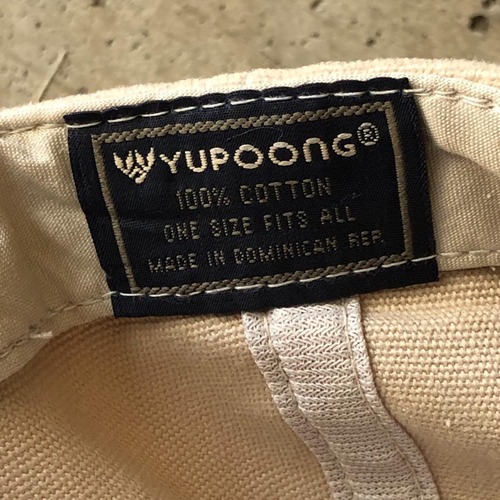 YUPOONG®
100% COTTON
ONE SIZE FITS ALL
MADE IN DOMINICAN REP.